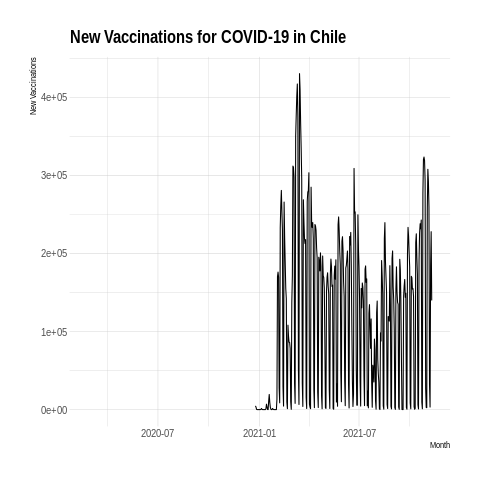 New Vaccinations for COVID-19 in Chile
New Vaccinations
4e+05
3e+05
2e+05
1e+05
0e+00
2020-07
2021-01
2021-07
Month